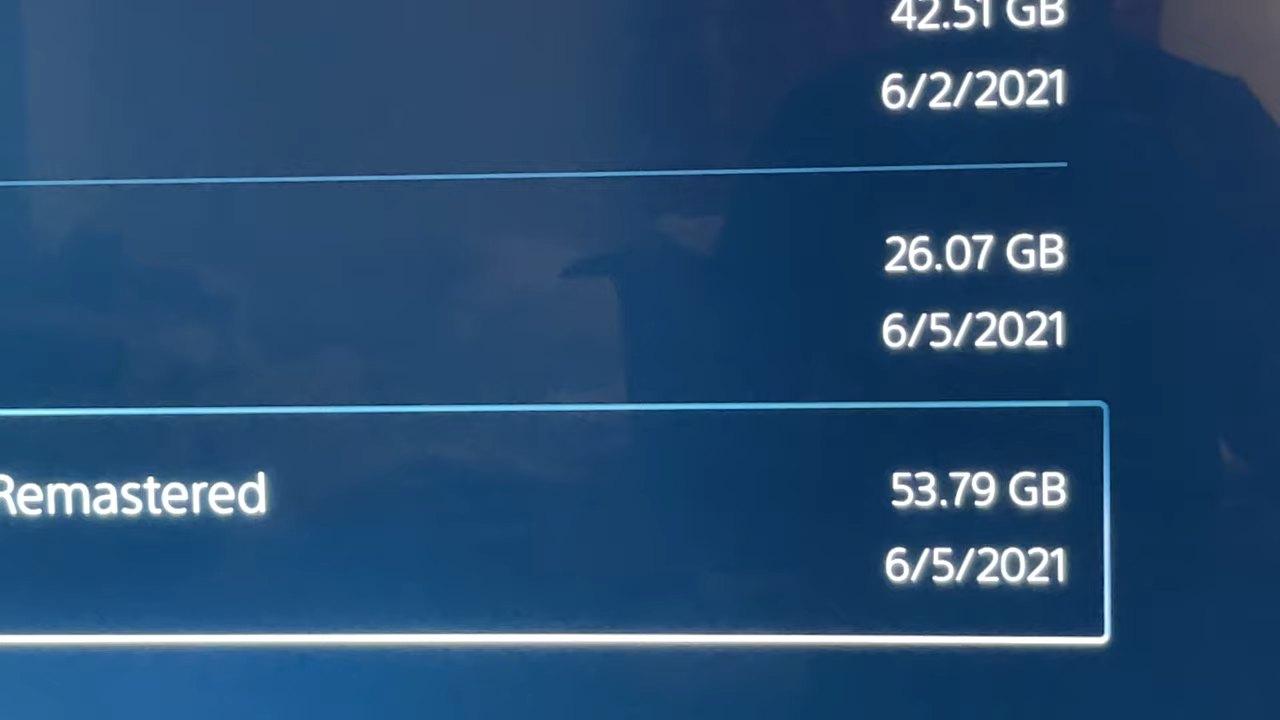 42.51 GB
6/2/2021
26.07 GB
6/5/2021
Remastered 53.79 GB
6/5/2021